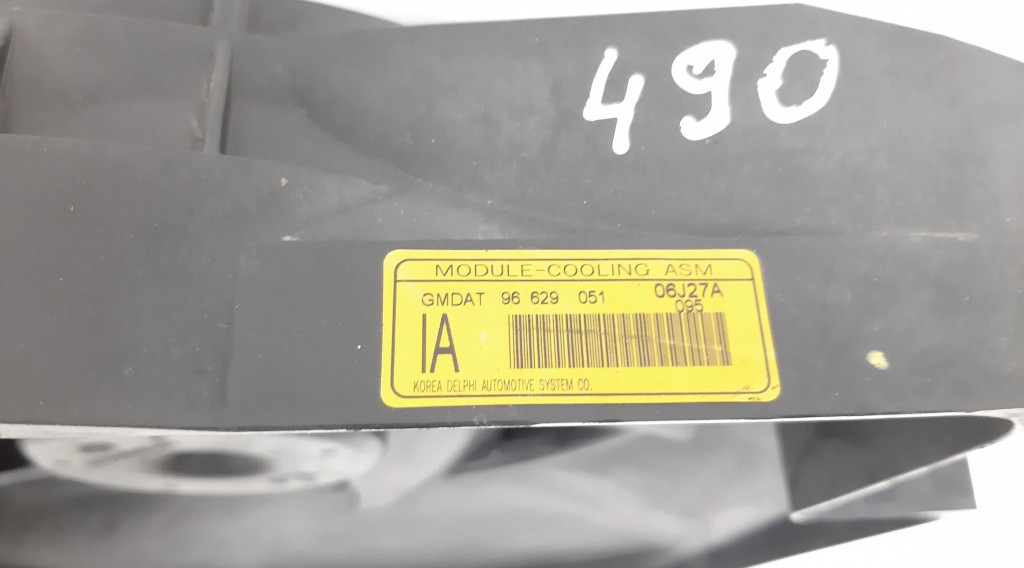 490
MODULE-COOLING ASM
GMDAT 96 629 051 06J27A
095
IA
KOREA DELPHI AUTOMOTIVE SYSTEM CO.